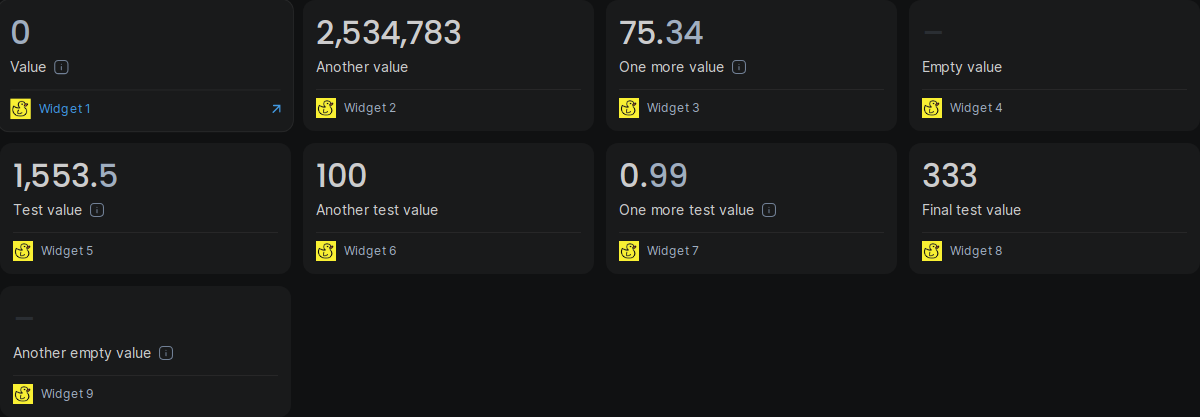 0
Value
Widget 1
2,534,783
Another value
Widget 2
75.34
One more value
Widget 3
–
Empty value
Widget 4
1,553.5
Test value
Widget 5
100
Another test value
Widget 6
0.99
One more test value
Widget 7
333
Final test value
Widget 8
–
Another empty value
Widget 9